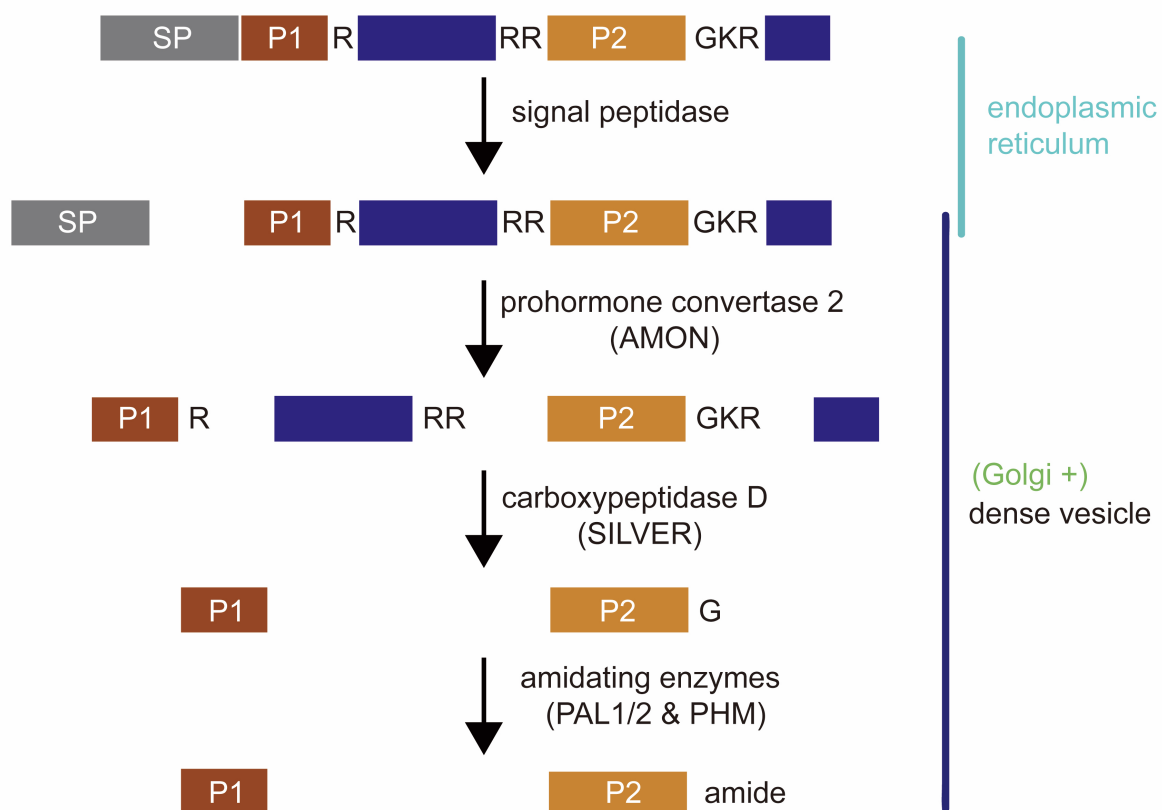 SP P1 R RR P2 GKR
signal peptidase
endoplasmic
reticulum
SP P1 R RR P2 GKR
prohormone convertase 2
(AMON)
P1 R RR P2 GKR
carboxypeptidase D
(SILVER)
(Golgi +)
dense vesicle
P1 P2 G
amidating enzymes
(PAL1/2 & PHM)
P1 P2 amide